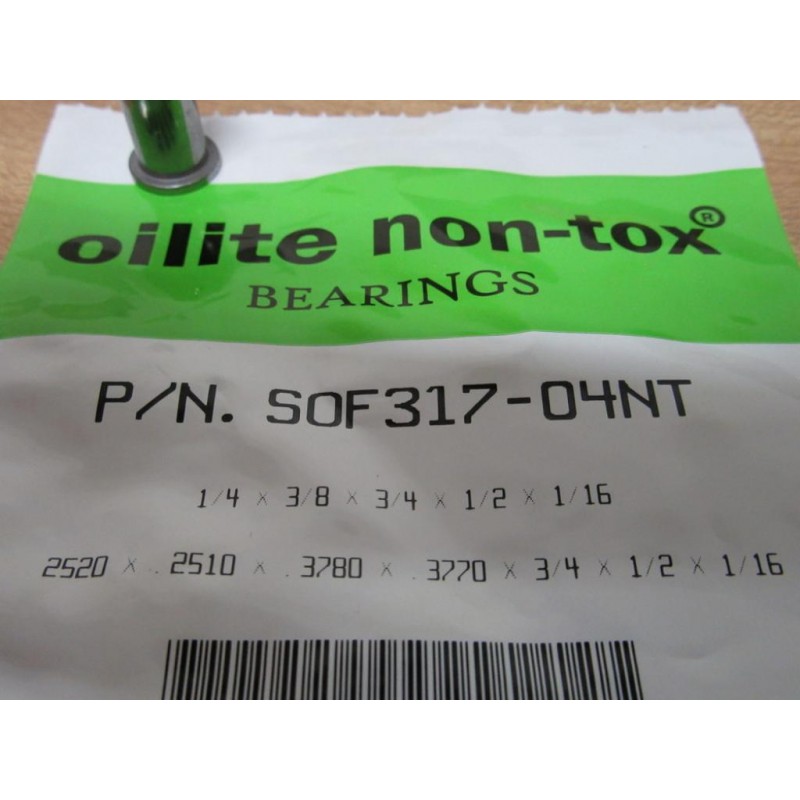 oilite non-tox®
BEARINGS
P/N. SOF317-04NT
1/4 × 3/8 × 3/4 × 1/2 × 1/16
2520 × .2510 × .3780 × .3770 × 3/4 × 1/2 × 1/16